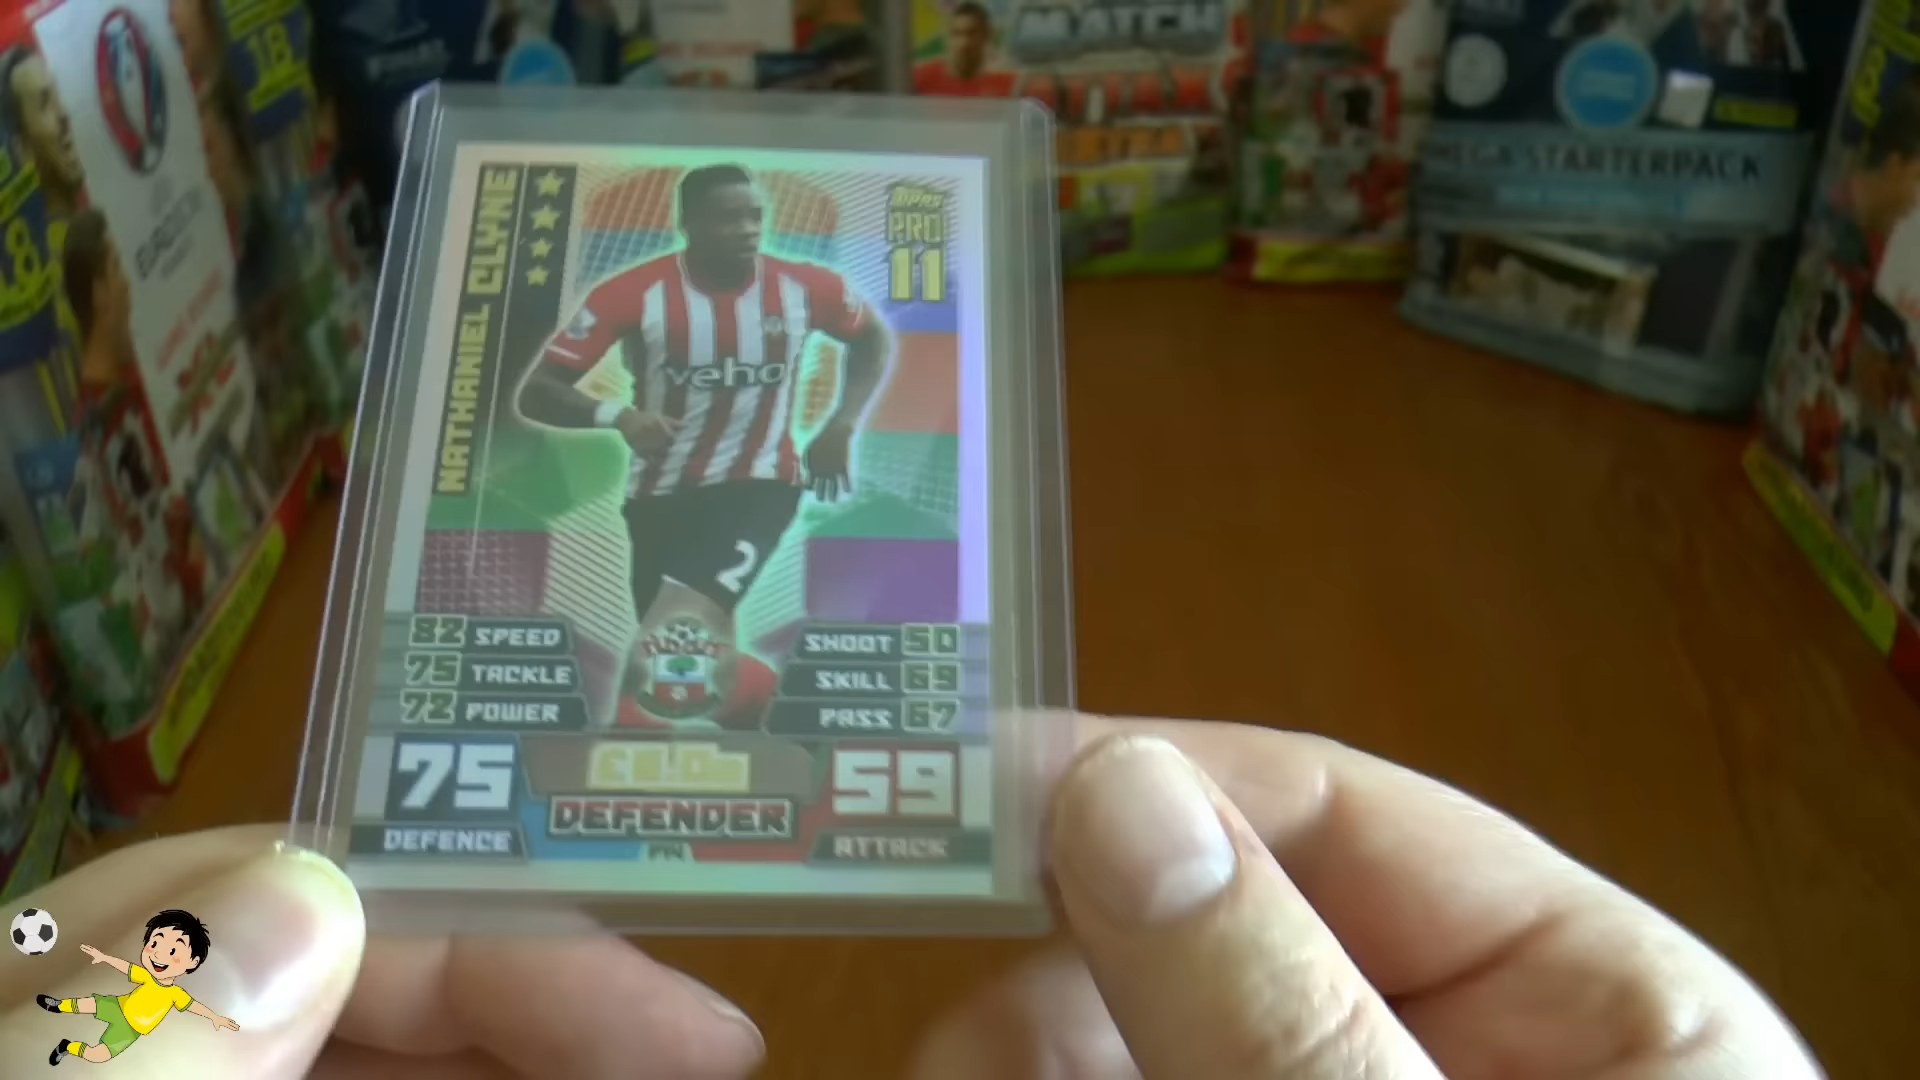 MATCH
MEGA STARTERPACK
NATHANIEL CLYNE
TOPPS
PRO
11
veho
2
82 SPEED
75 TACKLE
72 POWER
SHOOT 50
SKILL 69
PASS 67
75
DEFENCE
DEFENDER
59
ATTACK